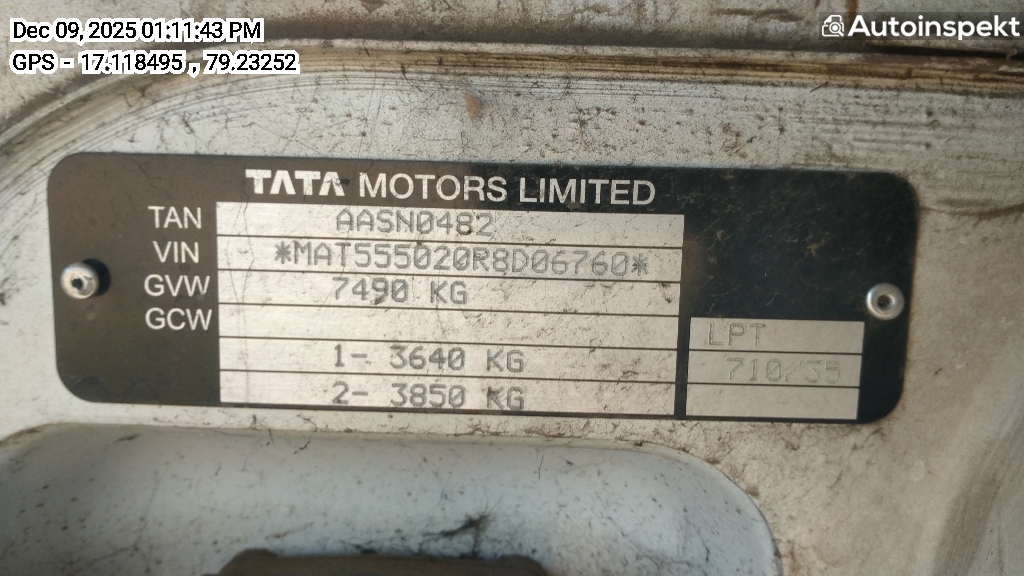 Dec 09, 2025 01:11:43 PM
GPS - 17.118495 , 79.23252
Autoinspekt
TATA MOTORS LIMITED
TAN AASN0482
VIN *MAT555020R8D06760*
GVW 7490 KG
GCW
1- 3640 KG
2- 3850 KG
LPT
710/35